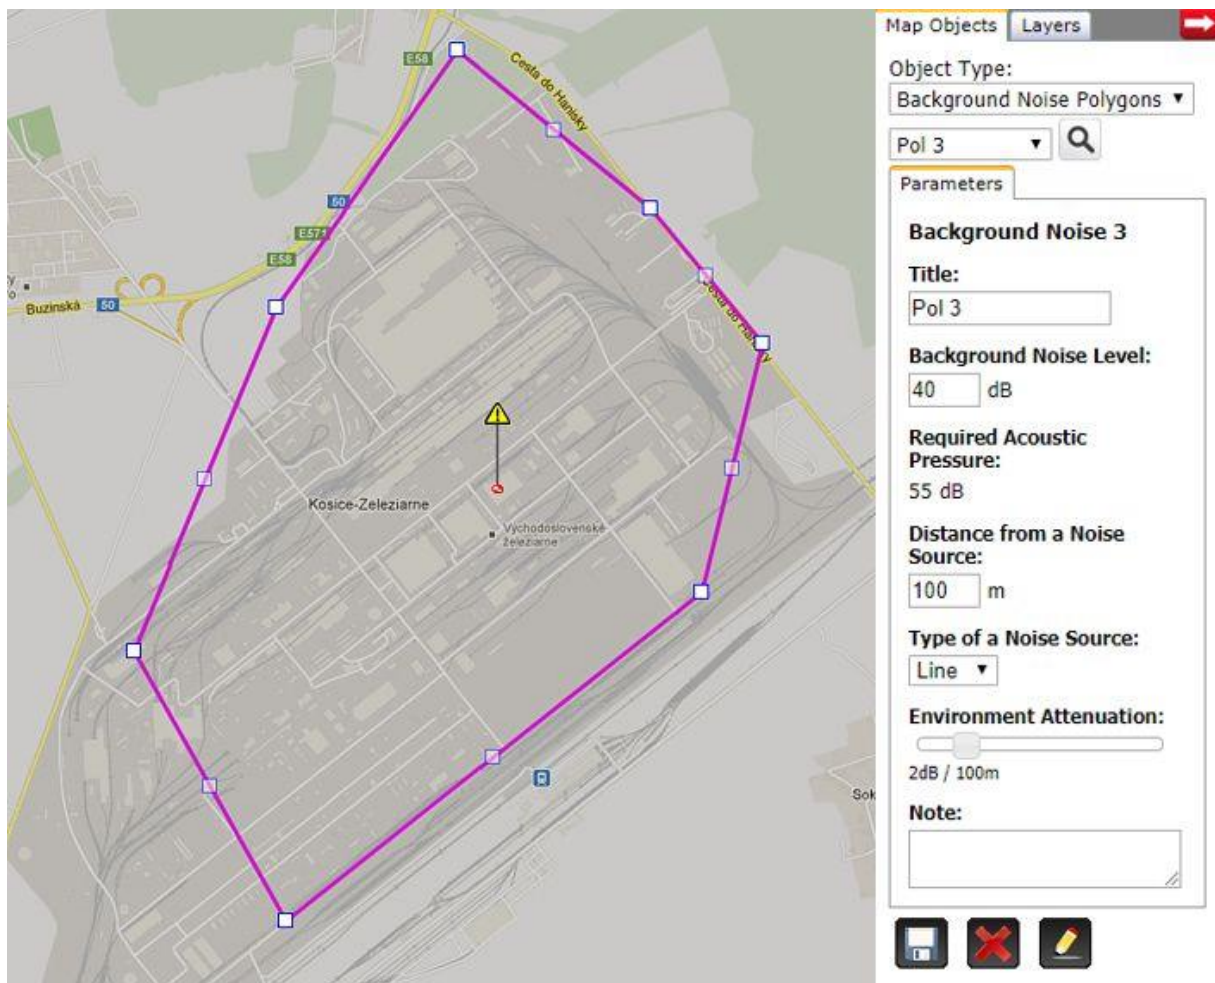 E58
Cesta do Hanisky
50
E571
E58
Buzinská
50
Cesta do Hanisky
Kosice-Zeleziarne
Východoslovenské
železiarne
Sok
Map Objects
Layers
Object Type:
Background Noise Polygons
Pol 3
Parameters
Background Noise 3
Title:
Pol 3
Background Noise Level:
40 dB
Required Acoustic
Pressure:
55 dB
Distance from a Noise
Source:
100 m
Type of a Noise Source:
Line
Environment Attenuation:
2dB / 100m
Note: